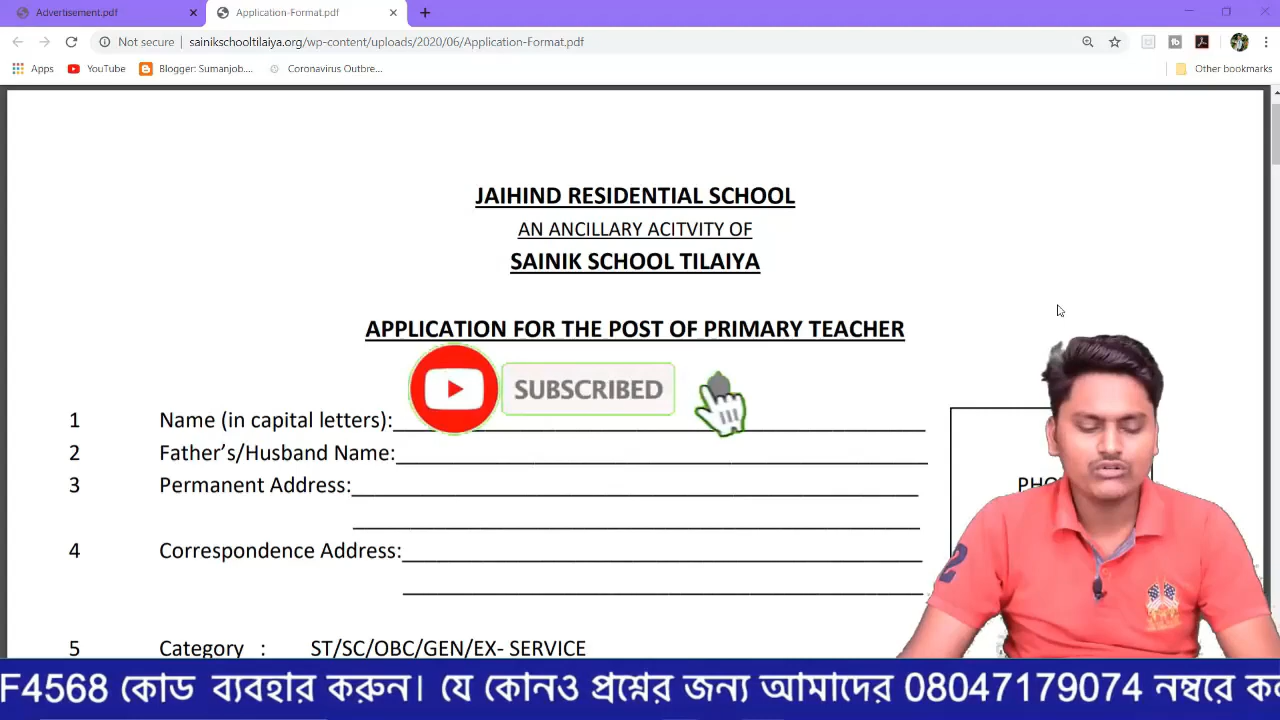 Advertisement.pdf
Application-Format.pdf
Not secure
sainikschooltilaiya.org/wp-content/uploads/2020/06/Application-Format.pdf
Apps
YouTube
Blogger: Sumanjob....
Coronavirus Outbre...
Other bookmarks
JAIHIND RESIDENTIAL SCHOOL
AN ANCILLARY ACITVITY OF
SAINIK SCHOOL TILAIYA
APPLICATION FOR THE POST OF PRIMARY TEACHER
SUBSCRIBED
1 Name (in capital letters):
2 Father's/Husband Name:
3 Permanent Address:
4 Correspondence Address:
5 Category : ST/SC/OBC/GEN/EX- SERVICE
F4568 কোড ব্যবহার করুন। যে কোনও প্রশ্নের জন্য আমাদের 08047179074 নম্বরে